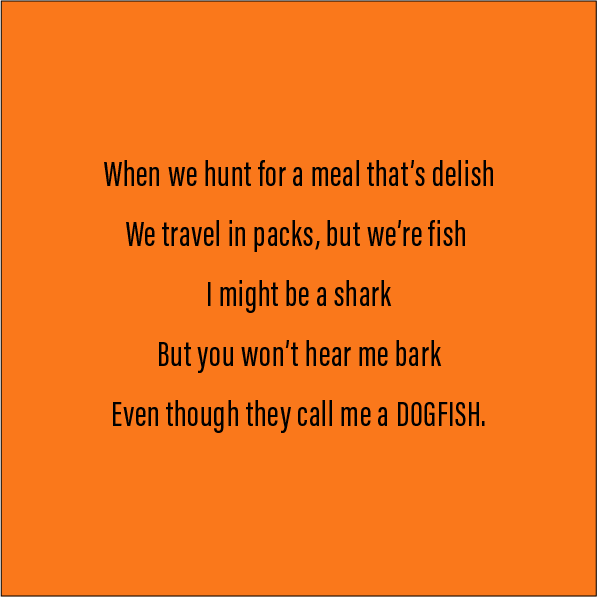 When we hunt for a meal that’s delish
We travel in packs, but we’re fish
I might be a shark
But you won’t hear me bark
Even though they call me a DOGFISH.